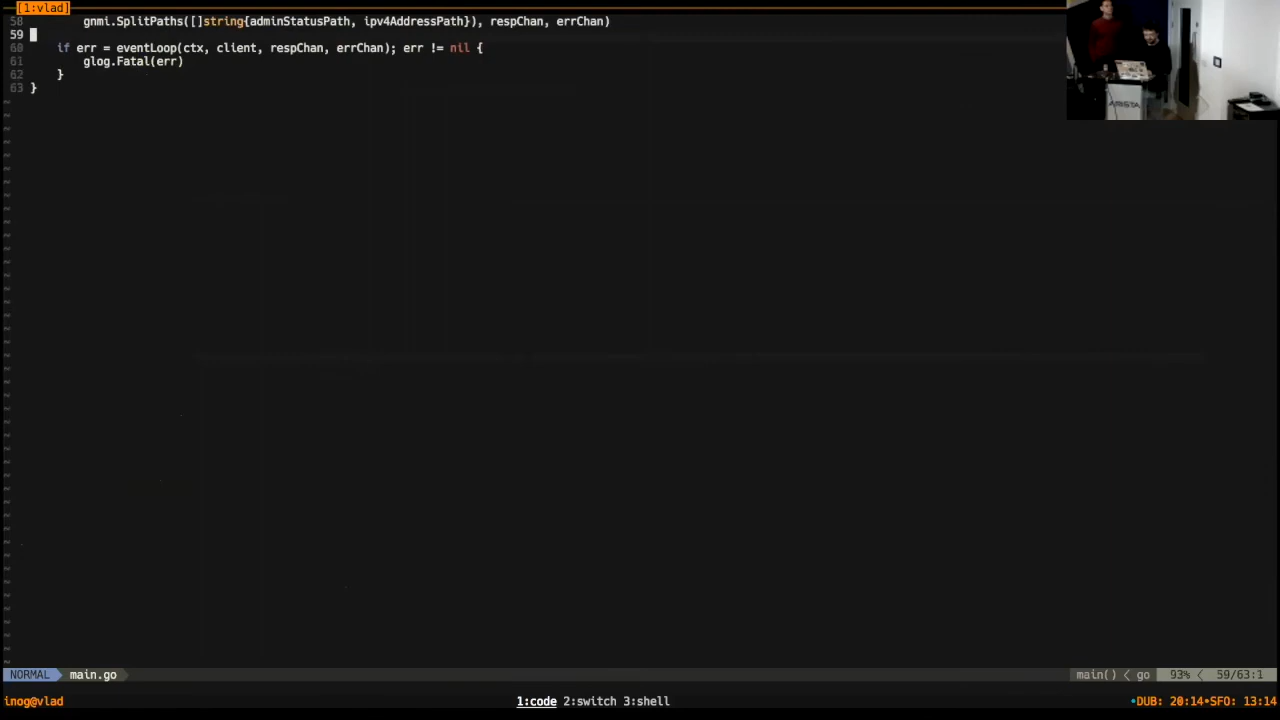 [1:vlad]
58 gnmi.SplitPaths([]string{adminStatusPath, ipv4AddressPath}), respChan, errChan)
59
60 if err = eventLoop(ctx, client, respChan, errChan); err != nil {
61 glog.Fatal(err)
62 }
63 }
ARISTA
NORMAL main.go main() < go 93% < 59/63:1
inog@vlad 1:code 2:switch 3:shell •DUB: 20:14•SFO: 13:14